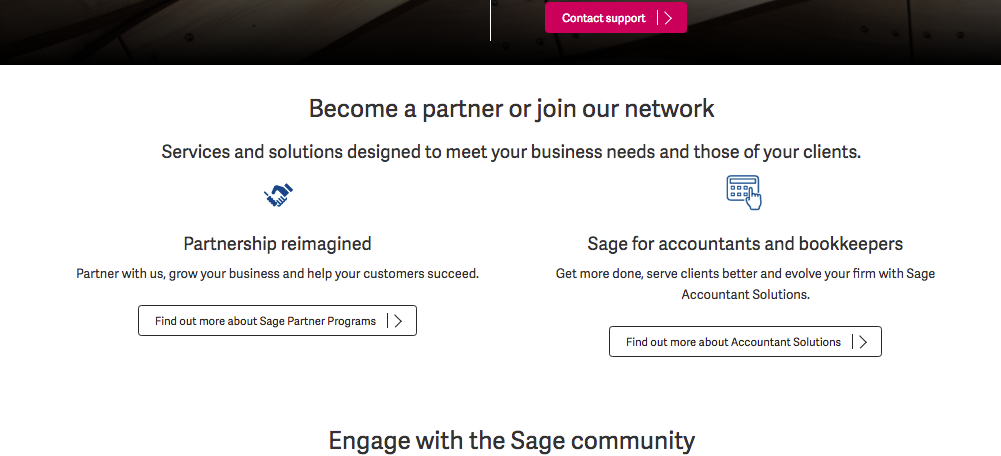 Contact support
Become a partner or join our network
Services and solutions designed to meet your business needs and those of your clients.
Partnership reimagined
Partner with us, grow your business and help your customers succeed.
Find out more about Sage Partner Programs
Sage for accountants and bookkeepers
Get more done, serve clients better and evolve your firm with Sage
Accountant Solutions.
Find out more about Accountant Solutions
Engage with the Sage community